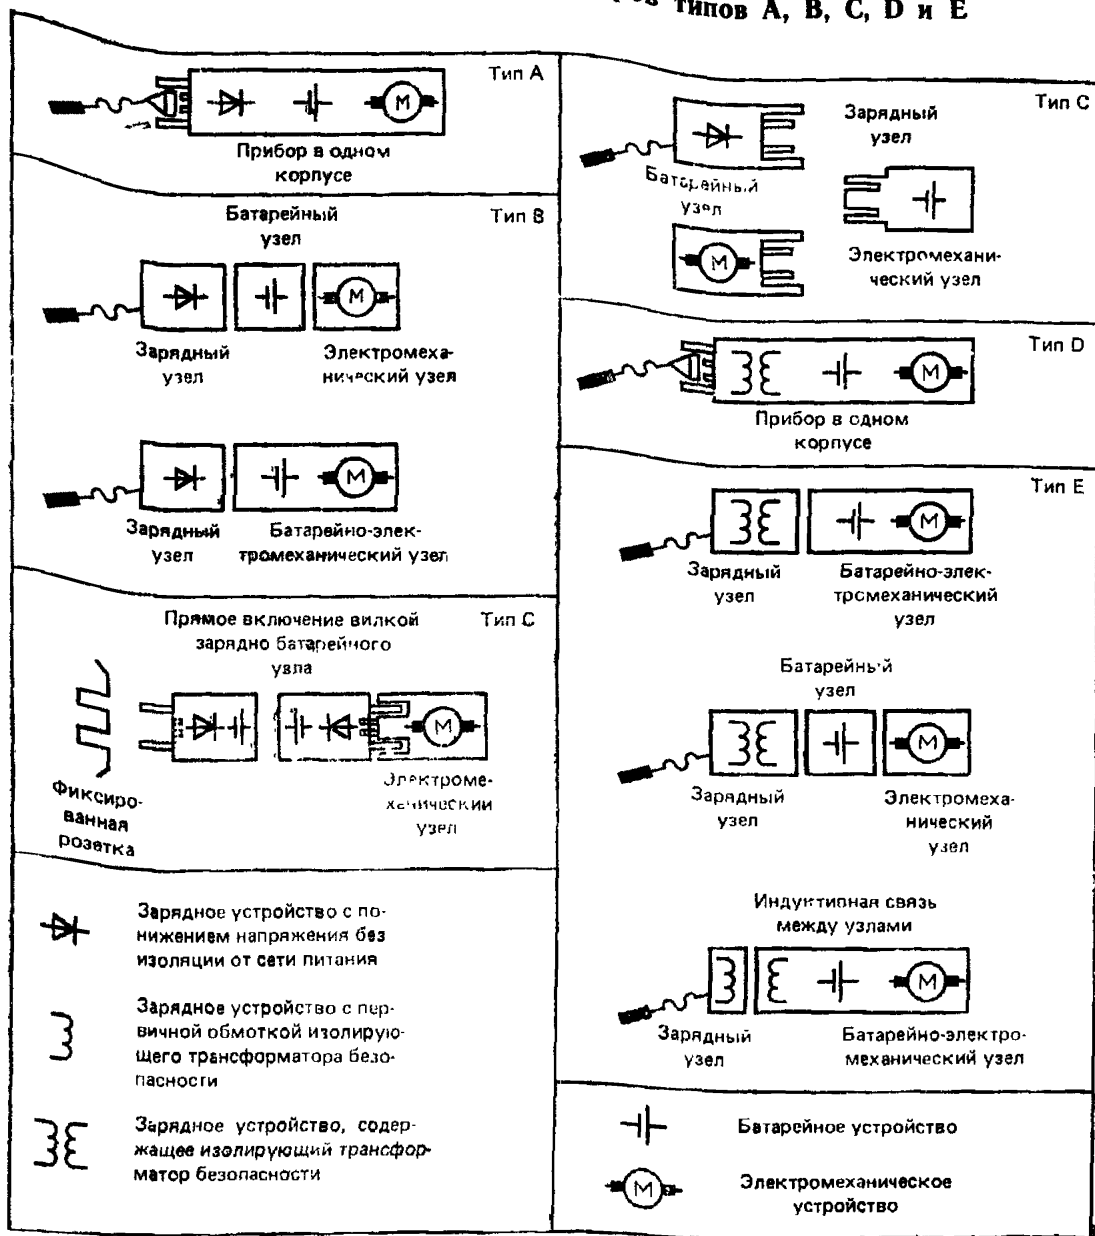 типов А, В, С, D и Е
Тип А
М
Прибор в одном
корпусе
Батарейный
узел
Тип В
М
Зарядный
узел
Электромеха-
нический узел
М
Зарядный
узел
Батарейно-элек-
тромеханический узел
Прямое включение вилкой
зарядно батарейного
узла
Тип С
М
Фиксиро-
ванная
розетка
Электроме-
ханический
узел
Зарядное устройство с по-
нижением напряжения без
изоляции от сети питания
Зарядное устройство с пер-
вичной обмоткой изолирую-
щего трансформатора безо-
пасности
Зарядное устройство, содер-
жащее изолирующий трансфор-
матор безопасности
Тип С
Зарядный
узел
Батарейный
узел
М
Электромехани-
ческий узел
Тип D
М
Прибор в одном
корпусе
Тип Е
М
Зарядный
узел
Батарейно-элек-
тромеханический
узел
Батарейный
узел
М
Зарядный
узел
Электромеха-
нический
узел
Индуктивная связь
между узлами
М
Зарядный
узел
Батарейно-электро-
механический узел
Батарейное устройство
М
Электромеханическое
устройство